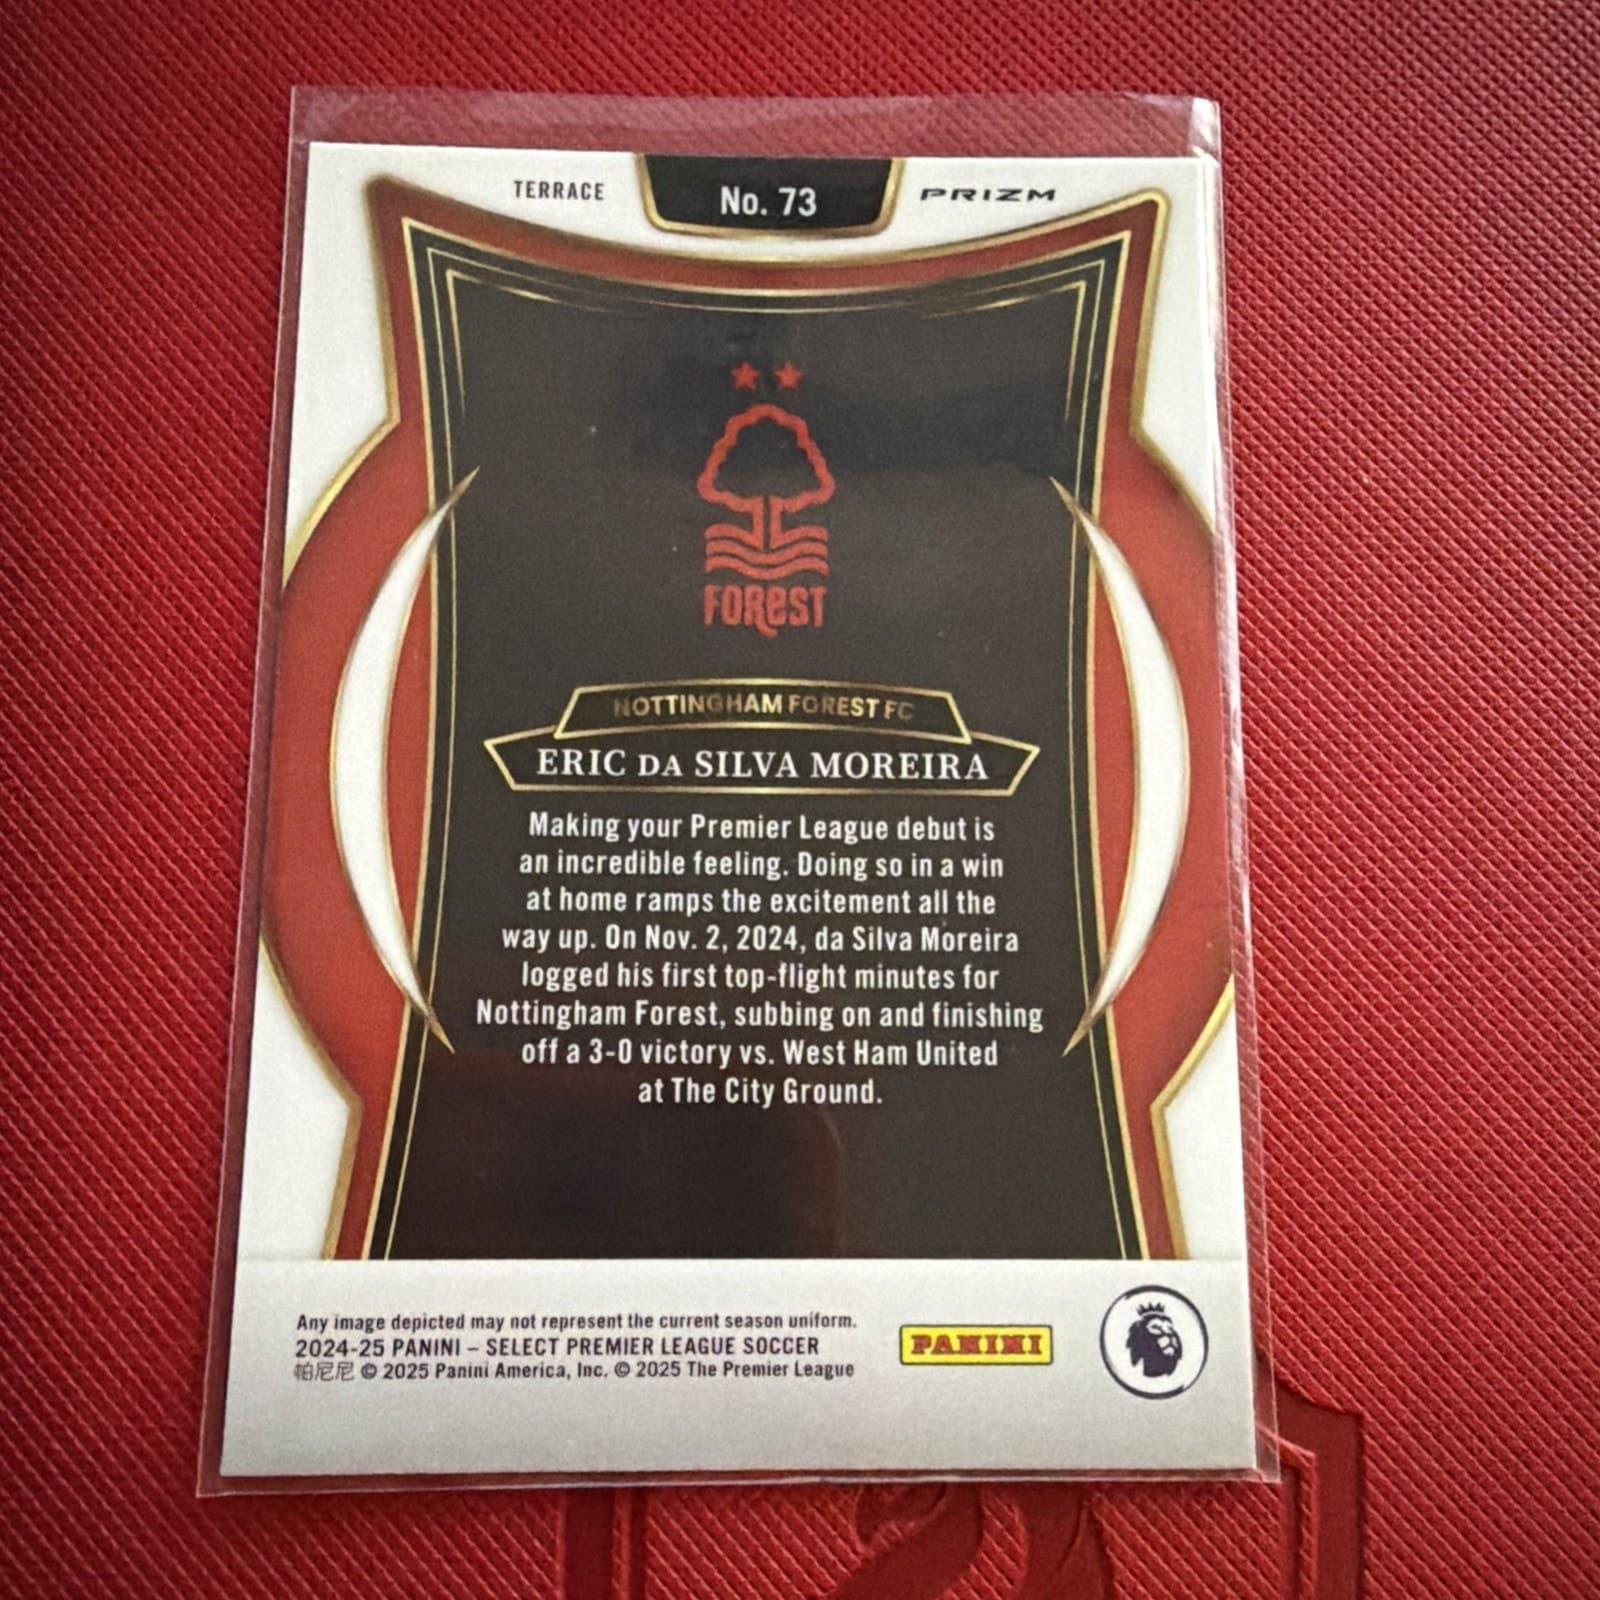 TERRACE
No. 73
PRIZM
FOREST
NOTTINGHAM FOREST FC
ERIC DA SILVA MOREIRA
Making your Premier League debut is
an incredible feeling. Doing so in a win
at home ramps the excitement all the
way up. On Nov. 2, 2024, da Silva Moreira
logged his first top-flight minutes for
Nottingham Forest, subbing on and finishing
off a 3-0 victory vs. West Ham United
at The City Ground.
Any image depicted may not represent the current season uniform.
2024-25 PANINI – SELECT PREMIER LEAGUE SOCCER
帕尼尼 © 2025 Panini America, Inc. © 2025 The Premier League
PANINI